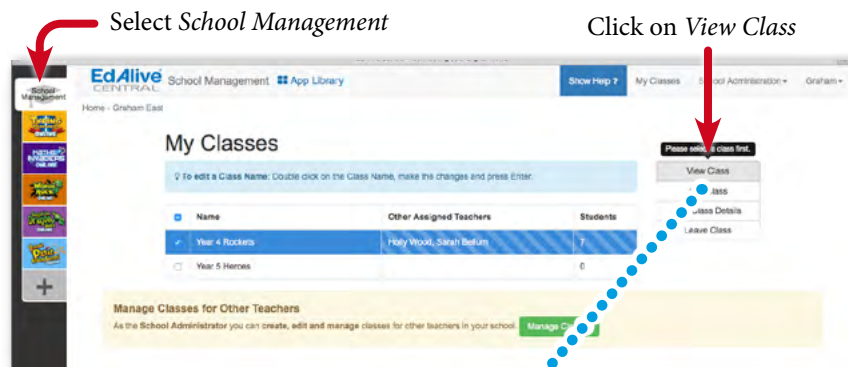 Select School Management
Click on View Class
School Management
EdAlive CENTRAL School Management App Library Show Help ? My Classes School Administration Graham
Home - Graham East
My Classes
Please select class first.
View Class
To edit a Class Name: Double click on the Class Name, make the changes and press Enter.
Class
Class Details
Name Other Assigned Teachers Students
Leave Class
Year 4 Rockets Holly Wood, Sarah Bellum 7
Year 5 Heroes 0
Manage Classes for Other Teachers
As the School Administrator you can create, edit and manage classes for other teachers in your school. Manage